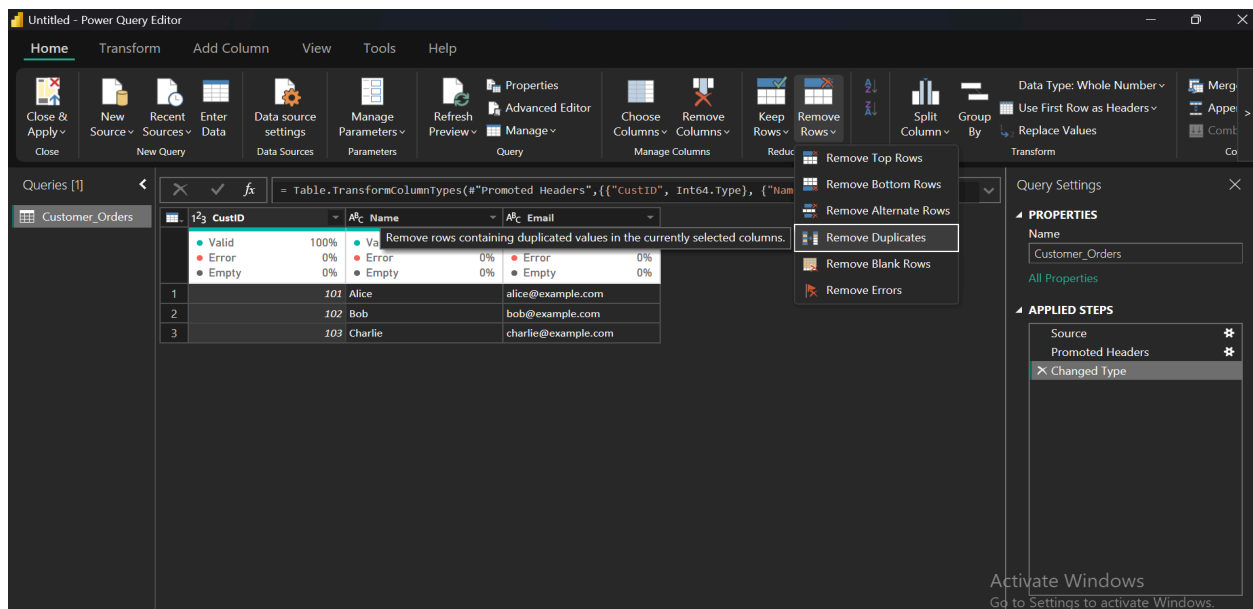 Untitled - Power Query Editor
Home Transform Add Column View Tools Help
Close & Apply
New Source
Recent Sources
Enter Data
Data source settings
Manage Parameters
Refresh Preview
Properties
Advanced Editor
Manage
Choose Columns
Remove Columns
Keep Rows
Remove Rows
Split Column
Group By
Data Type: Whole Number
Use First Row as Headers
Replace Values
Merg
Appe
Comb
Close New Query Data Sources Parameters Query Manage Columns Reduc Transform Co
Remove Top Rows
Remove Bottom Rows
Remove Alternate Rows
Remove Duplicates
Remove Blank Rows
Remove Errors
Queries [1]
Customer_Orders
fx = Table.TransformColumnTypes(#"Promoted Headers",{{"CustID", Int64.Type}, {"Nam
CustID Name Email
Valid 100% Va
Remove rows containing duplicated values in the currently selected columns.
Error 0% Error 0% Error 0%
Empty 0% Empty 0% Empty 0%
1 101 Alice alice@example.com
2 102 Bob bob@example.com
3 103 Charlie charlie@example.com
Query Settings
PROPERTIES
Name
Customer_Orders
All Properties
APPLIED STEPS
Source
Promoted Headers
Changed Type
Activate Windows
Go to Settings to activate Windows.